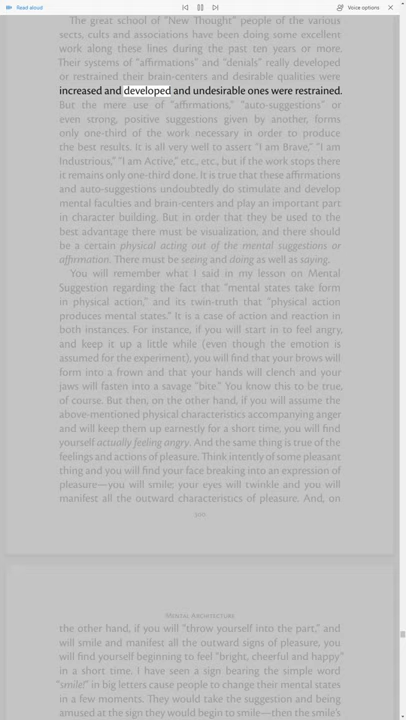 Read aloud
Voice options
The great school of "New Thought" people of the various
sects, cults and associations have been doing some excellent
work along these lines during the past ten years or more.
Their systems of "affirmations" and "denials" really developed
or restrained their brain-centers and desirable qualities were
increased and developed and undesirable ones were restrained.
But the mere use of "affirmations," "auto-suggestions" or
even strong, positive suggestions given by another, forms
only one-third of the work necessary in order to produce
the best results. It is all very well to assert "I am Brave," "I am
Industrious," "I am Active," etc., etc., but if the work stops there
it remains only one-third done. It is true that these affirmations
and auto-suggestions undoubtedly do stimulate and develop
mental faculties and brain-centers and play an important part
in character building. But in order that they be used to the
best advantage there must be visualization, and there should
be a certain physical acting out of the mental suggestions or
affirmation. There must be seeing and doing as well as saying.
You will remember what I said in my lesson on Mental
Suggestion regarding the fact that "mental states take form
in physical action," and its twin-truth that "physical action
produces mental states." It is a case of action and reaction in
both instances. For instance, if you will start in to feel angry,
and keep it up a little while (even though the emotion is
assumed for the experiment), you will find that your brows will
form into a frown and that your hands will clench and your
jaws will fasten into a savage "bite." You know this to be true,
of course. But then, on the other hand, if you will assume the
above-mentioned physical characteristics accompanying anger
and will keep them up earnestly for a short time, you will find
yourself actually feeling angry. And the same thing is true of the
feelings and actions of pleasure. Think intently of some pleasant
thing and you will find your face breaking into an expression of
pleasure—you will smile; your eyes will twinkle and you will
manifest all the outward characteristics of pleasure. And, on
Mental Architecture
the other hand, if you will "throw yourself into the part," and
will smile and manifest all the outward signs of pleasure, you
will find yourself beginning to feel "bright, cheerful and happy"
in a short time. I have seen a sign bearing the simple word
"smile!" in big letters cause people to change their mental states
in a few moments. They would take the suggestion and being
amused at the sign they would begin to smile—then the smile's